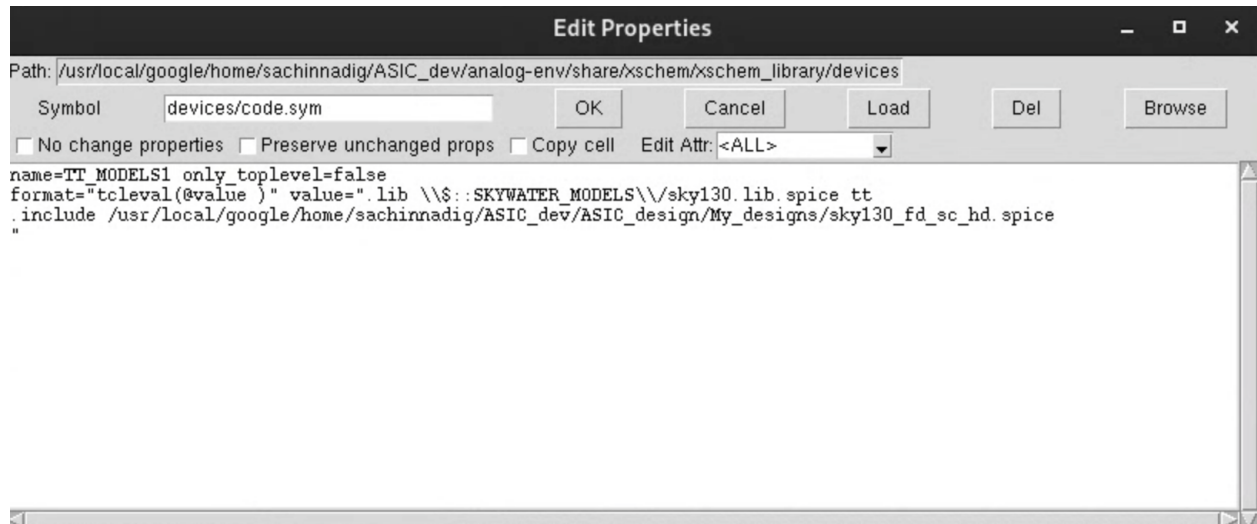 Edit Properties
Path: /usr/local/google/home/sachinnadig/ASIC_dev/analog-env/share/xschem/xschem_library/devices
Symbol devices/code.sym OK Cancel Load Del Browse
No change properties Preserve unchanged props Copy cell Edit Attr: <ALL>
name=TT_MODELS1 only_toplevel=false
format="tcleval(@value )" value=".lib \\$::SKYWATER_MODELS\\/sky130.lib.spice tt
.include /usr/local/google/home/sachinnadig/ASIC_dev/ASIC_design/My_designs/sky130_fd_sc_hd.spice
"